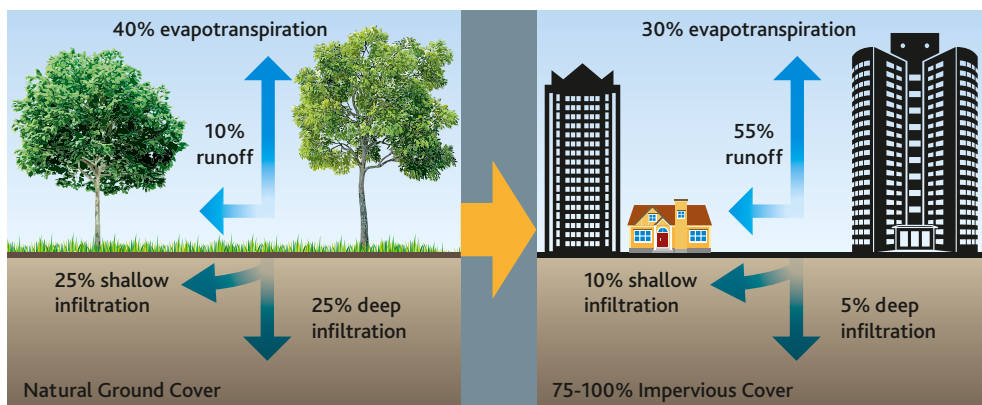 40% evapotranspiration
10%
runoff
25% shallow
infiltration
25% deep
infiltration
Natural Ground Cover
30% evapotranspiration
55%
runoff
10% shallow
infiltration
5% deep
infiltration
75-100% Impervious Cover